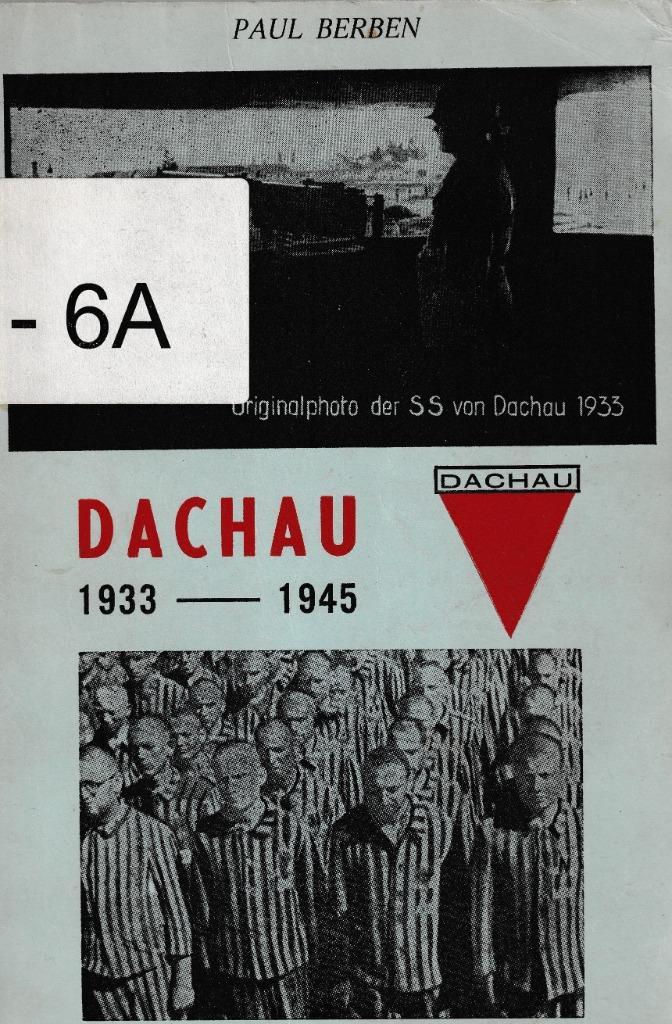 PAUL BERBEN
- 6A
Originalphoto der SS von Dachau 1933
DACHAU
DACHAU
1933 — 1945